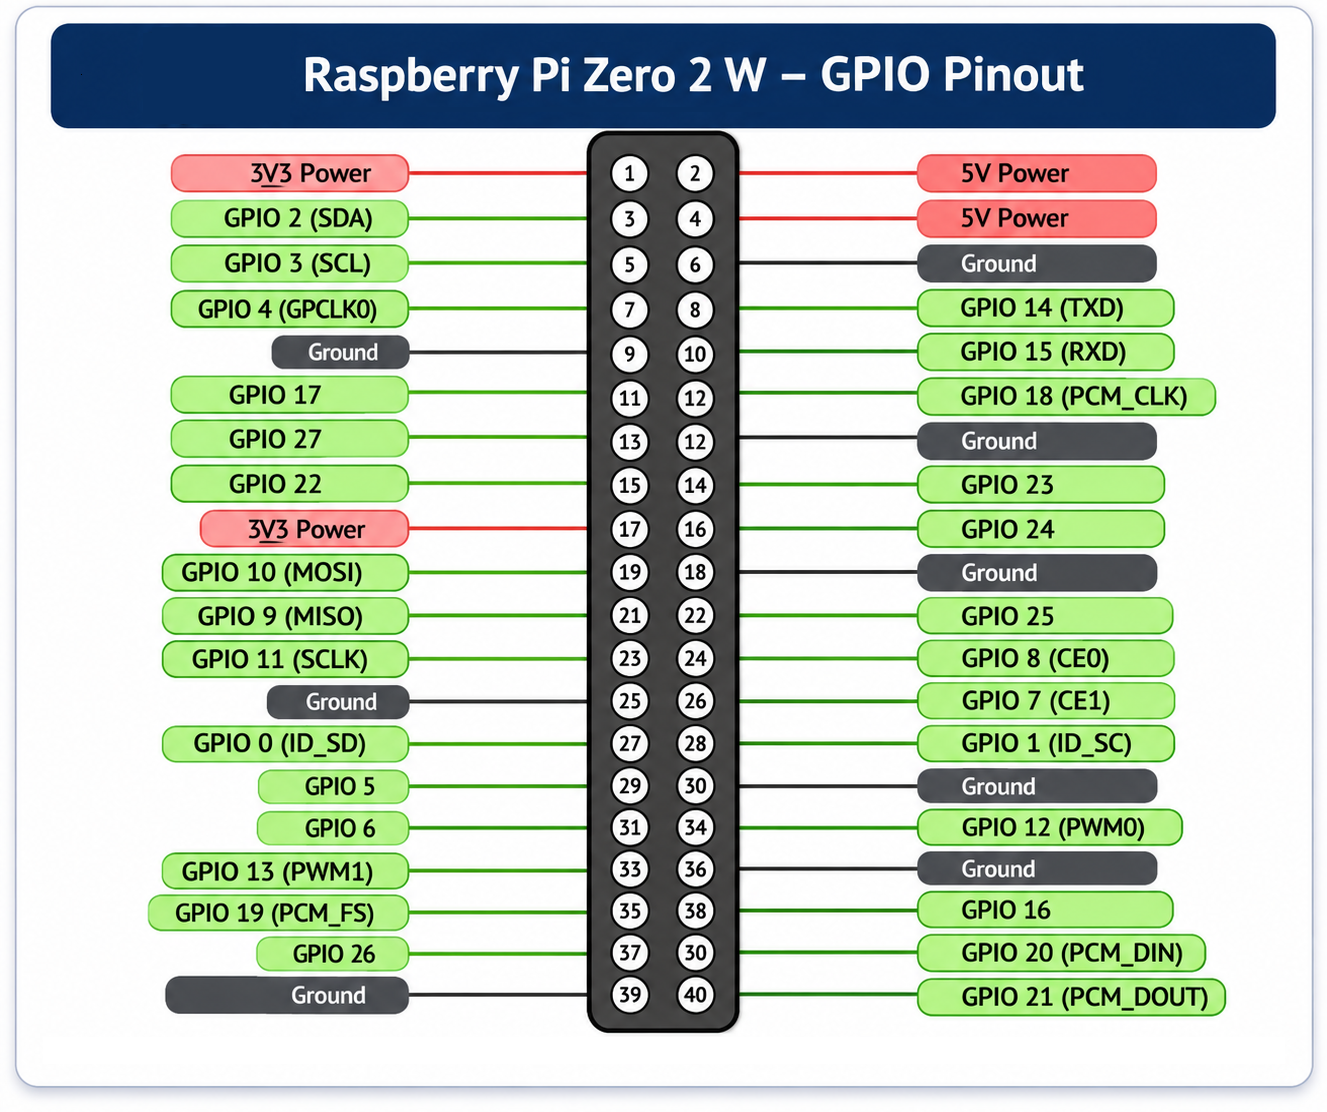 Raspberry Pi Zero 2 W – GPIO Pinout
3V3 Power 1 2 5V Power
GPIO 2 (SDA) 3 4 5V Power
GPIO 3 (SCL) 5 6 Ground
GPIO 4 (GPCLK0) 7 8 GPIO 14 (TXD)
Ground 9 10 GPIO 15 (RXD)
GPIO 17 11 12 GPIO 18 (PCM_CLK)
GPIO 27 13 12 Ground
GPIO 22 15 14 GPIO 23
3V3 Power 17 16 GPIO 24
GPIO 10 (MOSI) 19 18 Ground
GPIO 9 (MISO) 21 22 GPIO 25
GPIO 11 (SCLK) 23 24 GPIO 8 (CE0)
Ground 25 26 GPIO 7 (CE1)
GPIO 0 (ID_SD) 27 28 GPIO 1 (ID_SC)
GPIO 5 29 30 Ground
GPIO 6 31 34 GPIO 12 (PWM0)
GPIO 13 (PWM1) 33 36 Ground
GPIO 19 (PCM_FS) 35 38 GPIO 16
GPIO 26 37 30 GPIO 20 (PCM_DIN)
Ground 39 40 GPIO 21 (PCM_DOUT)